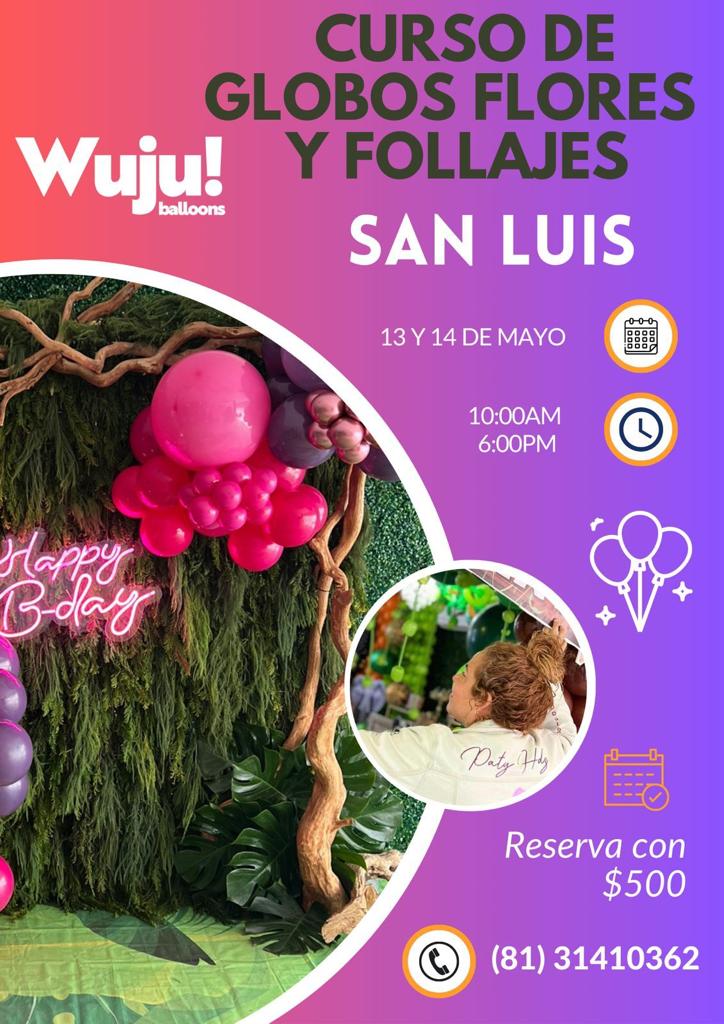 CURSO DE
GLOBOS FLORES
Y FOLLAJES
Wuju!
balloons
SAN LUIS
13 Y 14 DE MAYO
10:00AM
6:00PM
Happy
B-day
Paty Hdz
Reserva con
$500
(81) 31410362